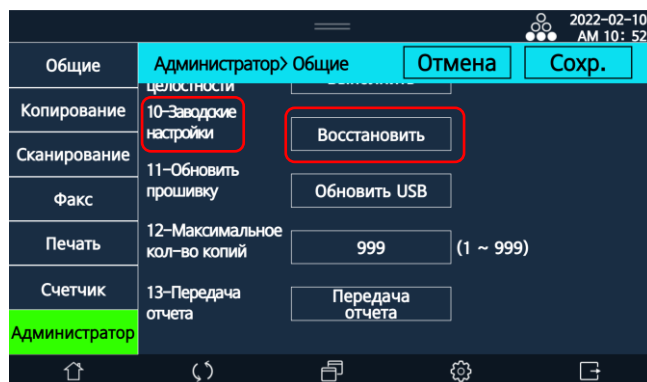 2022-02-10
AM 10: 52
Общие
Администратор> Общие
Отмена
Сохр.
целостности
Выполнить
Копирование
10-Заводские
настройки
Восстановить
Сканирование
11-Обновить
прошивку
Обновить USB
Факс
12-Максимальное
кол-во копий
999
(1 ~ 999)
Печать
Счетчик
13-Передача
отчета
Передача
отчета
Администратор